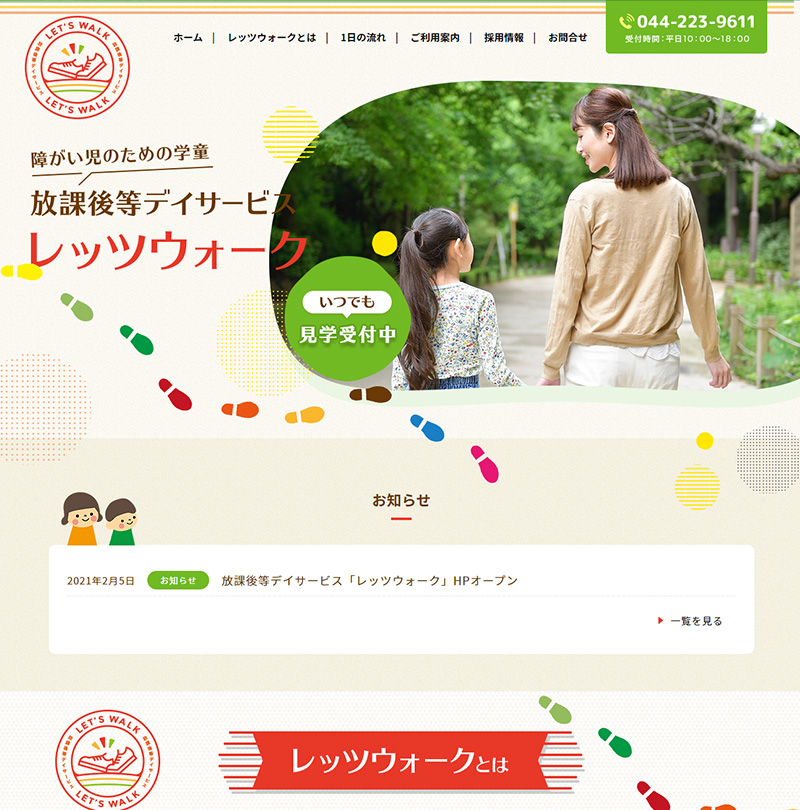 LET'S WALK
LET'S WALK
ホーム | レッツウォークとは | 1日の流れ | ご利用案内 | 採用情報 | お問合せ
044-223-9611
受付時間：平日10：00～18：00
障がい児のための学童
放課後等デイサービス
レッツウォーク
いつでも
見学受付中
お知らせ
2021年2月5日 お知らせ 放課後等デイサービス「レッツウォーク」HPオープン
一覧を見る
LET'S WALK
LET'S WALK
レッツウォークとは